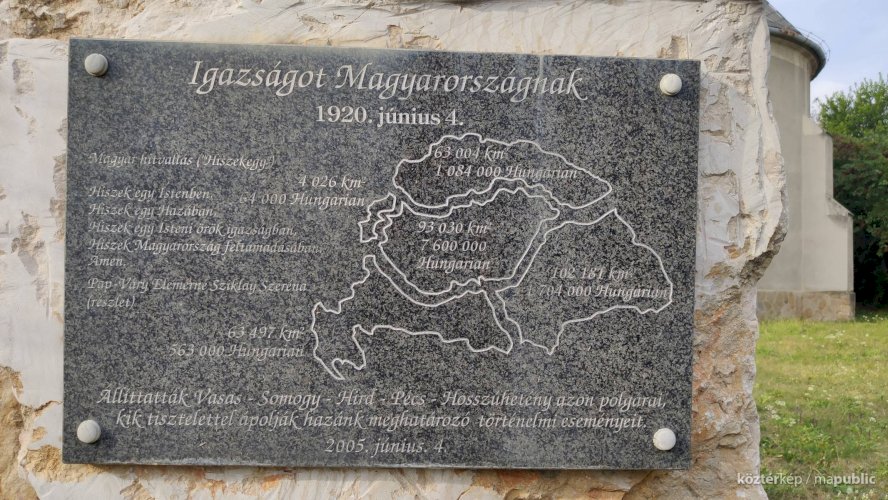 Igazságot Magyarországnak
1920. június 4.
Magyar hitvallás ("Hiszekegy")
Hiszek egy Istenben,
Hiszek egy Hazában,
Hiszek egy Isteni örök igazságban,
Hiszek Magyarország feltámadásában.
Ámen.
Pap-Váry Elemérné Sziklay Szeréna
(részlet)
4 026 km²
64 000 Hungarian
63 004 km²
1 084 000 Hungarian
93 030 km²
7 600 000
Hungarian
102 181 km²
1 704 000 Hungarian
63 497 km²
563 000 Hungarian
Állíttatták Vasas - Somogy - Hird - Pécs - Hosszúhetény azon polgárai,
kik tisztelettel ápolják hazánk meghatározó történelmi eseményeit.
2005. június. 4.
köztérkép / mapublic